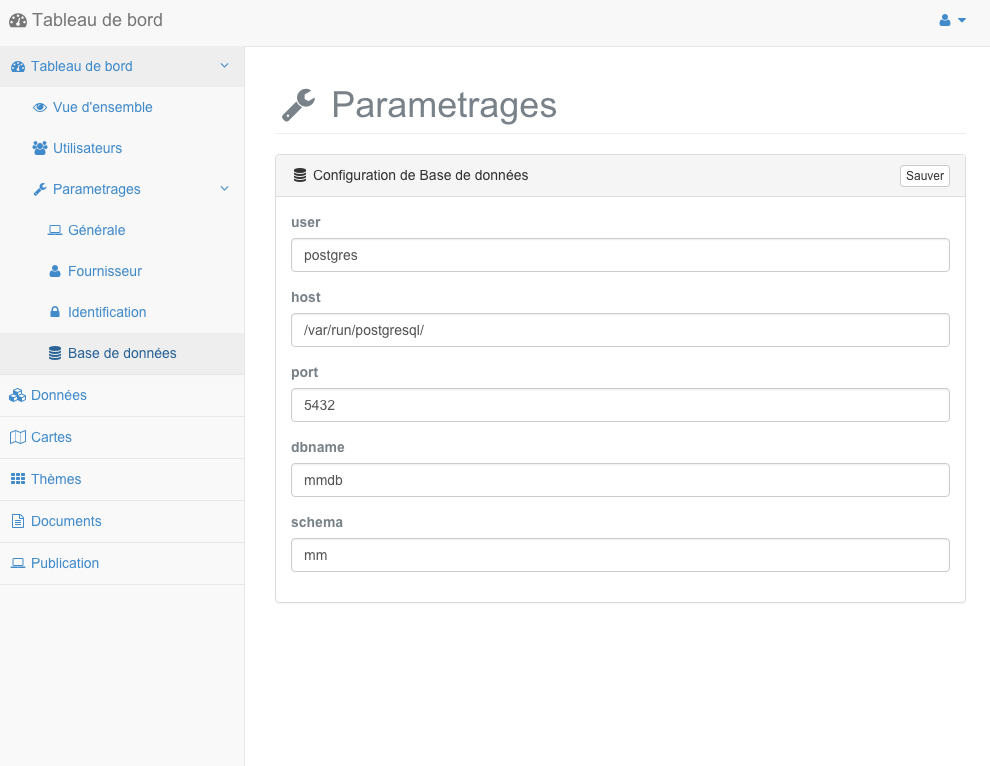 Tableau de bord
Tableau de bord
Vue d'ensemble
Utilisateurs
Parametrages
Générale
Fournisseur
Identification
Base de données
Données
Cartes
Thèmes
Documents
Publication
Parametrages
Configuration de Base de données
Sauver
user
postgres
host
/var/run/postgresql/
port
5432
dbname
mmdb
schema
mm